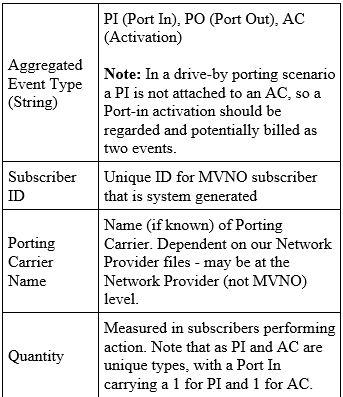 Aggregated
Event Type
(String)
PI (Port In), PO (Port Out), AC
(Activation)
Note: In a drive-by porting scenario
a PI is not attached to an AC, so a
Port-in activation should be
regarded and potentially billed as
two events.
Subscriber
ID
Unique ID for MVNO subscriber
that is system generated
Porting
Carrier
Name
Name (if known) of Porting
Carrier. Dependent on our Network
Provider files - may be at the
Network Provider (not MVNO)
level.
Quantity
Measured in subscribers performing
action. Note that as PI and AC are
unique types, with a Port In
carrying a 1 for PI and 1 for AC.